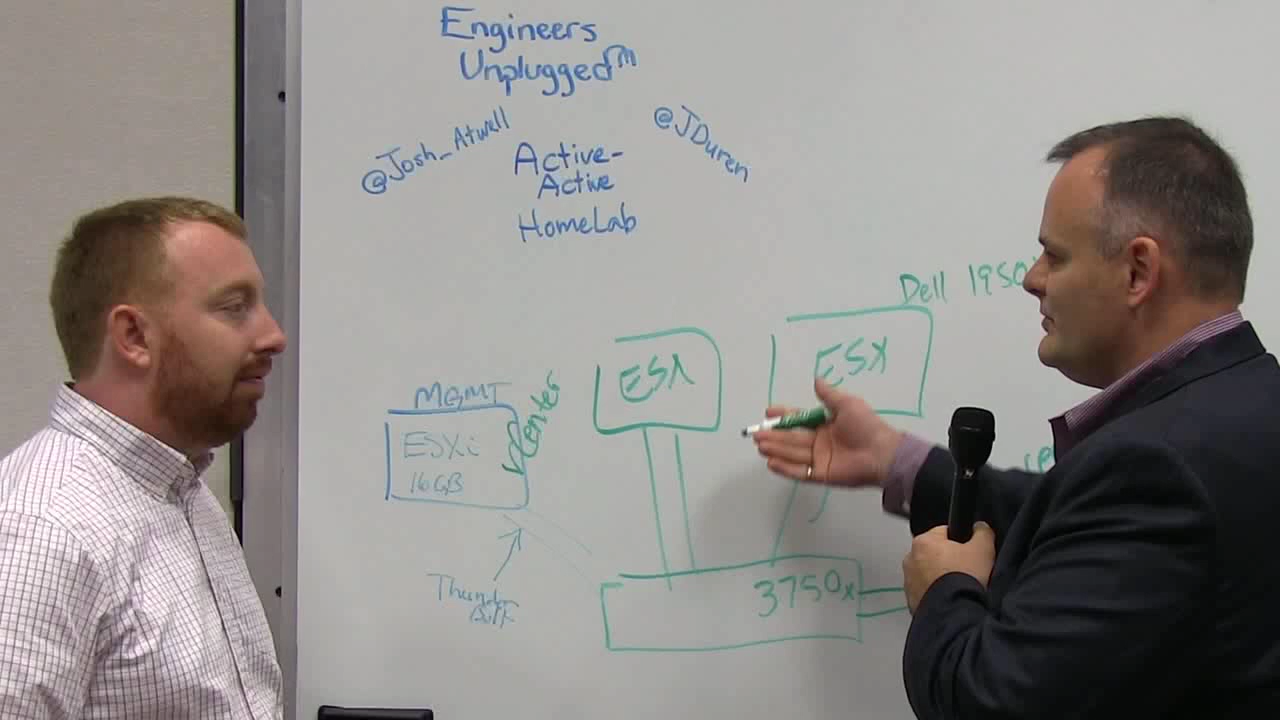 Engineers
Unplugged™
@Josh_Atwell
@JDuren
Active-
Active
HomeLab
Dell 1950
ESX
ESX
MGMT
vCenter
ESXi
16GB
3750x